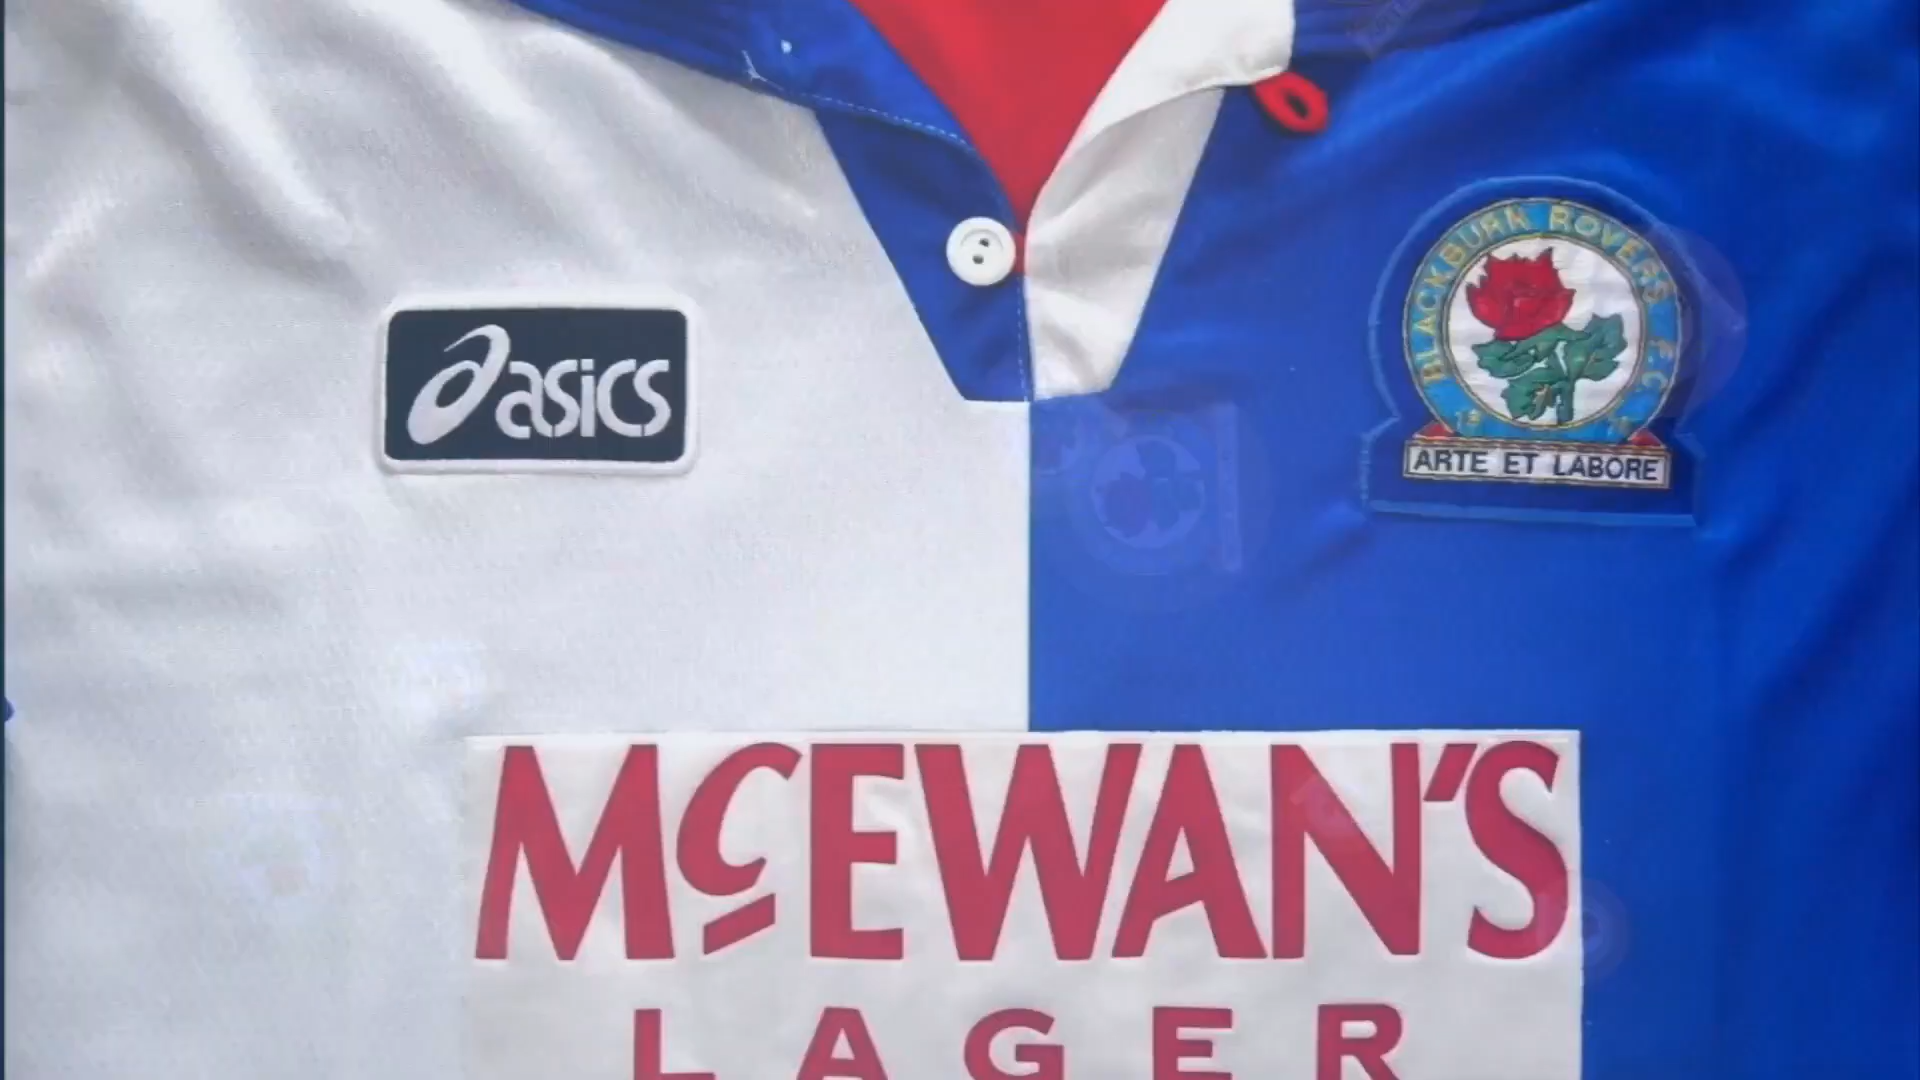 asics
BLACKBURN ROVERS F.C.
ARTE ET LABORE
McEWAN'S
LAGER